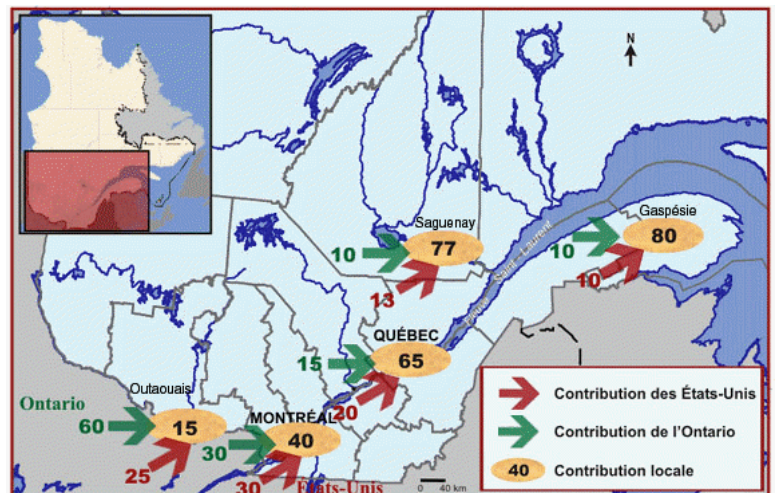 N
Gaspésie
Saguenay
10
77
10
80
13
10
Fleuve Saint-Laurent
QUÉBEC
15
65
20
Outaouais
Ontario
60
15
MONTRÉAL
30
40
25
30
États-Unis
40 km
Contribution des États-Unis
Contribution de l'Ontario
40
Contribution locale